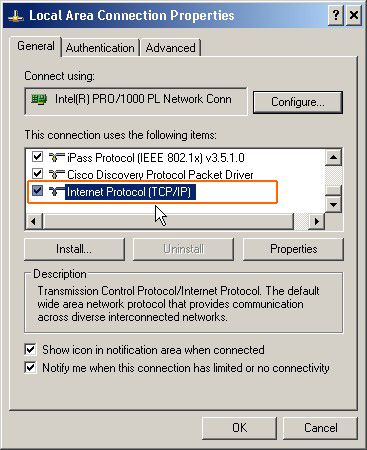 Local Area Connection Properties
General Authentication Advanced
Connect using:
Intel(R) PRO/1000 PL Network Conn
Configure...
This connection uses the following items:
iPass Protocol (IEEE 802.1x) v3.5.1.0
Cisco Discovery Protocol Packet Driver
Internet Protocol (TCP/IP)
Install... Uninstall Properties
Description
Transmission Control Protocol/Internet Protocol. The default
wide area network protocol that provides communication
across diverse interconnected networks.
Show icon in notification area when connected
Notify me when this connection has limited or no connectivity
OK Cancel